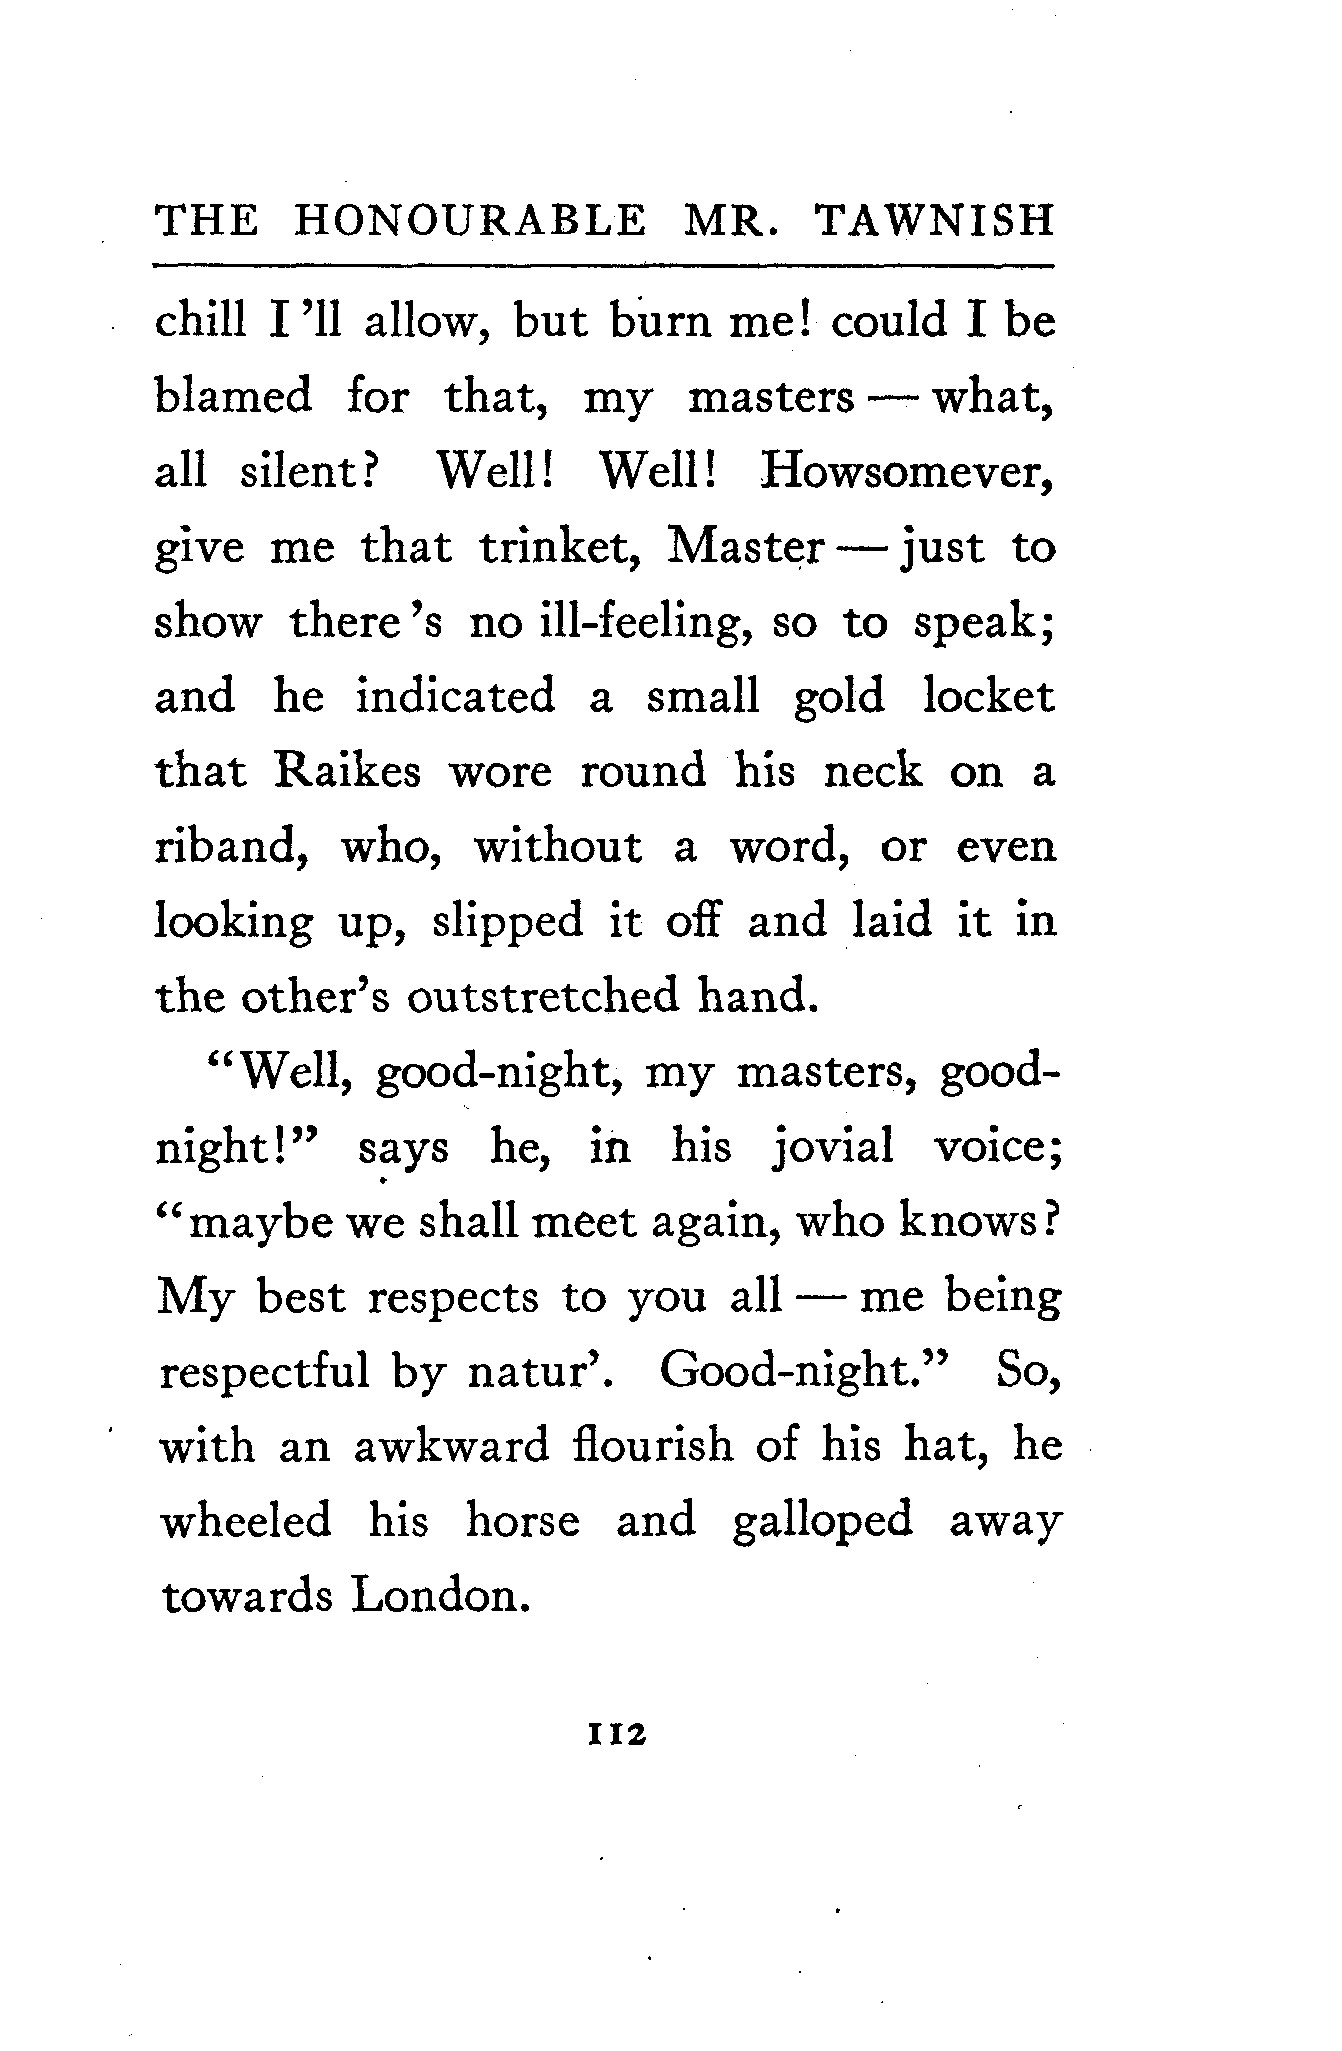 THE HONOURABLE MR. TAWNISH
chill I'll allow, but burn me! could I be
blamed for that, my masters — what,
all silent? Well! Well! Howsomever,
give me that trinket, Master — just to
show there's no ill-feeling, so to speak;
and he indicated a small gold locket
that Raikes wore round his neck on a
riband, who, without a word, or even
looking up, slipped it off and laid it in
the other's outstretched hand.
“Well, good-night, my masters, good-
night!” says he, in his jovial voice;
“maybe we shall meet again, who knows?
My best respects to you all — me being
respectful by natur’. Good-night.” So,
with an awkward flourish of his hat, he
wheeled his horse and galloped away
towards London.
112